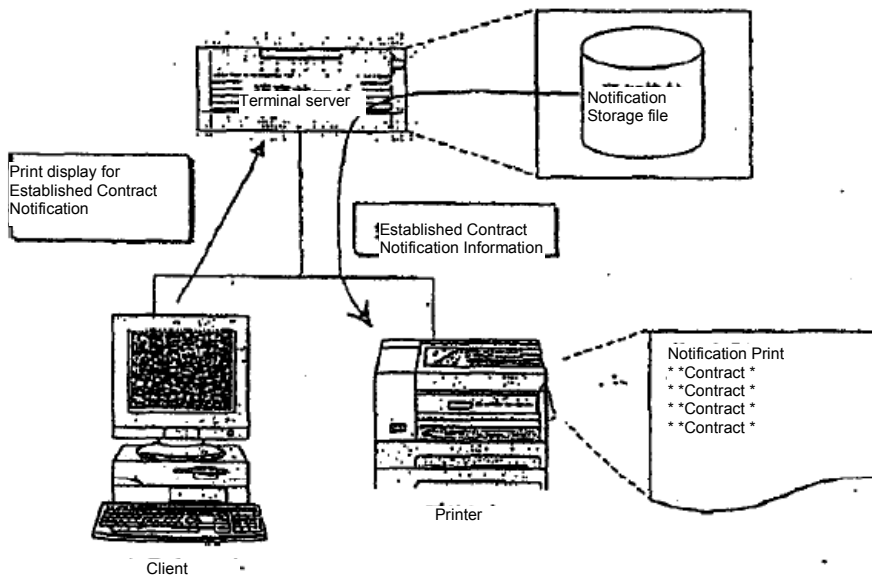 Terminal server
Notification
Storage file
Print display for
Established Contract
Notification
Established Contract
Notification Information
Notification Print
* *Contract *
* *Contract *
* *Contract *
* *Contract *
Printer
Client